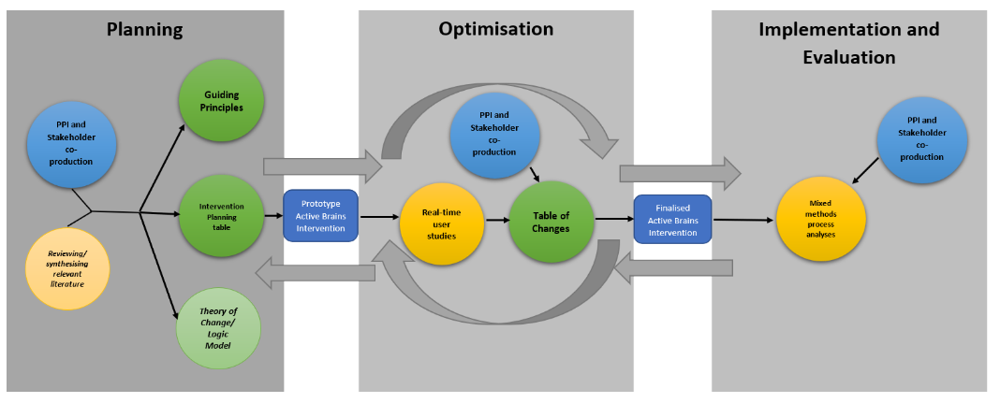 Planning
PPI and
Stakeholder
co-
production
Reviewing/
synthesising
relevant
literature
Guiding
Principles
Intervention
Planning
table
Theory of
Change/
Logic
Model
Prototype
Active Brains
Intervention
Optimisation
PPI and
Stakeholder
co-
production
Real-time
user
studies
Table of
Changes
Finalised
Active Brains
Intervention
Implementation and
Evaluation
PPI and
Stakeholder
co-
production
Mixed
methods
process
analyses